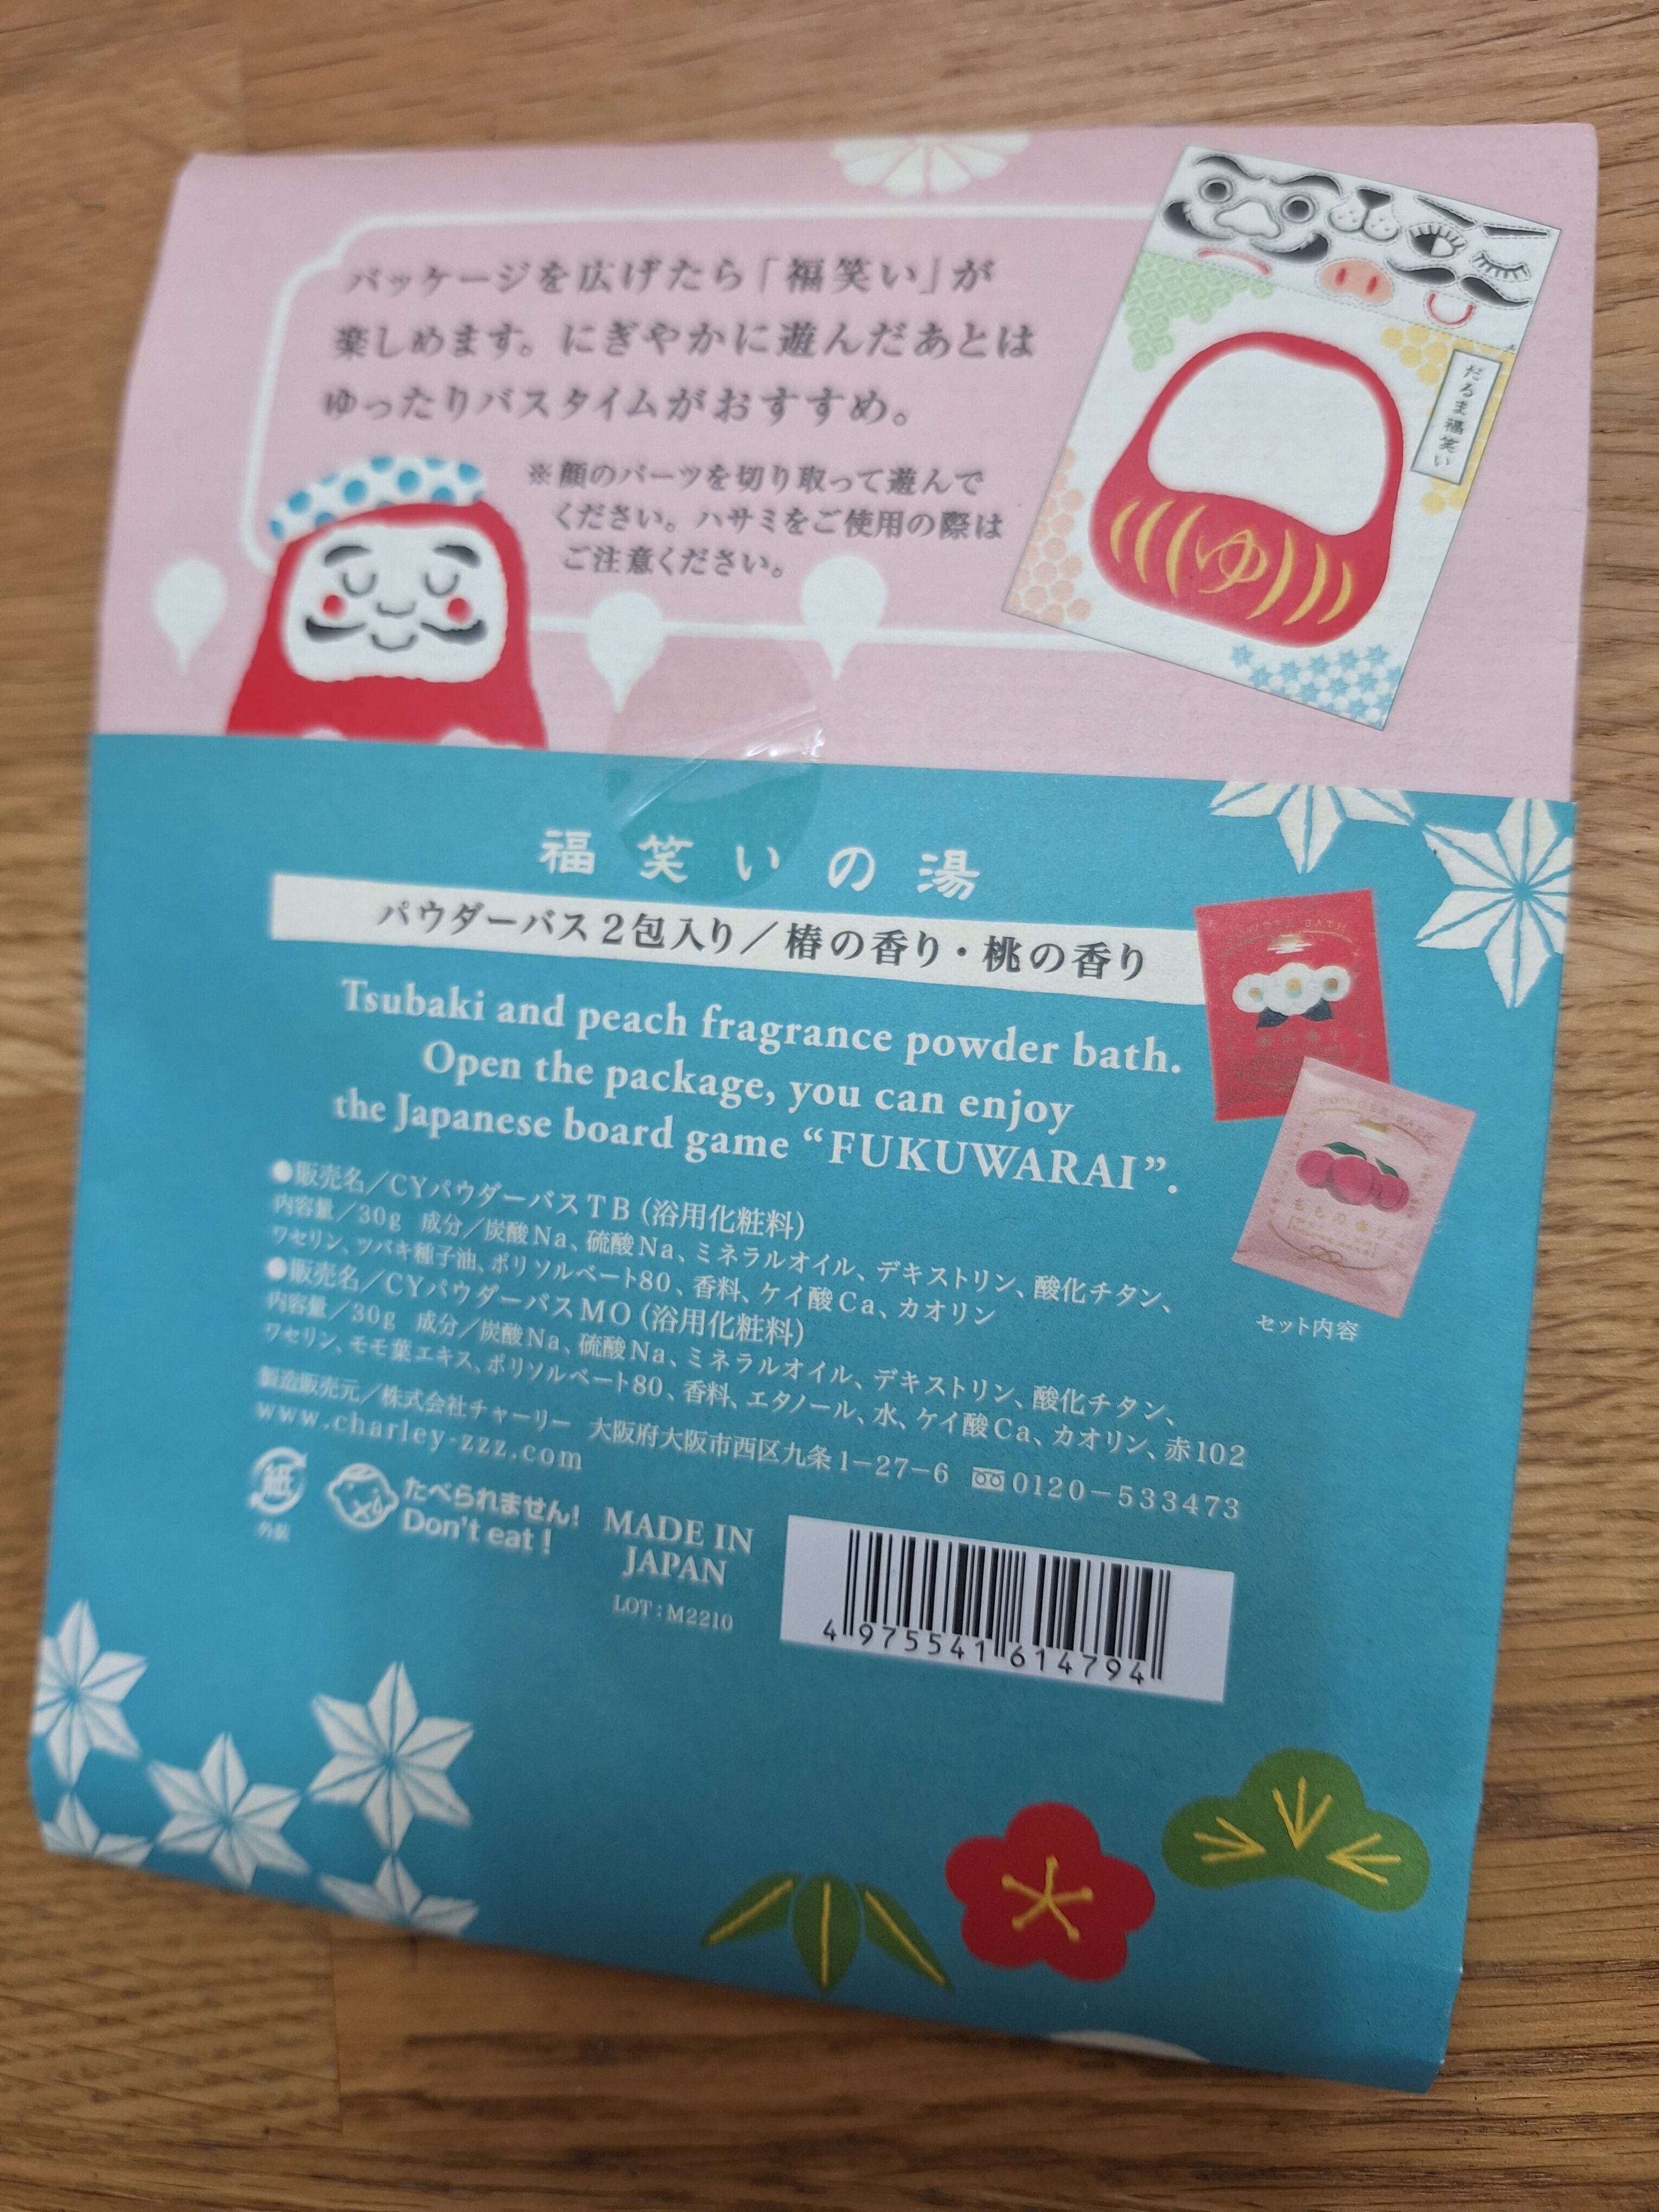 パッケージを広げたら「福笑い」が
楽しめます。にぎやかに遊んだあとは
ゆったりバスタイムがおすすめ。
※顔のパーツを切り取って遊んで
ください。ハサミをご使用の際は
ご注意ください。
だるま福笑い
ゆ
福笑いの湯
パウダーバス2包入り／椿の香り・桃の香り
Tsubaki and peach fragrance powder bath.
Open the package, you can enjoy
the Japanese board game “FUKUWARAI”.
●販売名／CYパウダーバスTB（浴用化粧料）
内容量／30g 成分／炭酸Na、硫酸Na、ミネラルオイル、デキストリン、酸化チタン、
ワセリン、ツバキ種子油、ポリソルベート80、香料、ケイ酸Ca、カオリン
●販売名／CYパウダーバスMO（浴用化粧料）
内容量／30g 成分／炭酸Na、硫酸Na、ミネラルオイル、デキストリン、酸化チタン、
ワセリン、モモ葉エキス、ポリソルベート80、香料、エタノール、水、ケイ酸Ca、カオリン、赤102
製造販売元／株式会社チャーリー 大阪府大阪市西区九条1-27-6 0120-533473
www.charley-zzz.com
POWDER BATH
椿の香り
POWDER BATH
ももの香り
セット内容
紙
外装
たべられません!
Don't eat!
MADE IN
JAPAN
LOT:M2210
4 975541 614794